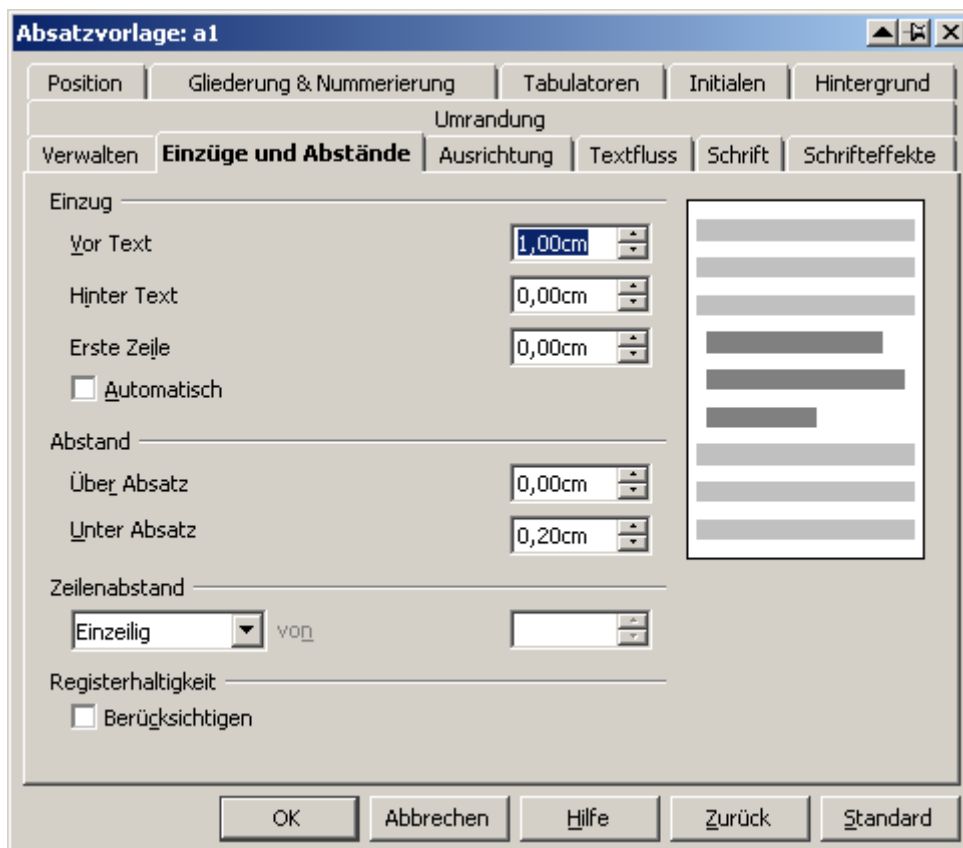 Absatzvorlage: a1
Position Gliederung & Nummerierung Tabulatoren Initialen Hintergrund
Umrandung
Verwalten Einzüge und Abstände Ausrichtung Textfluss Schrift Schrifteffekte
Einzug
Vor Text 1,00cm
Hinter Text 0,00cm
Erste Zeile 0,00cm
Automatisch
Abstand
Über Absatz 0,00cm
Unter Absatz 0,20cm
Zeilenabstand
Einzeilig von
Registerhaltigkeit
Berücksichtigen
OK Abbrechen Hilfe Zurück Standard